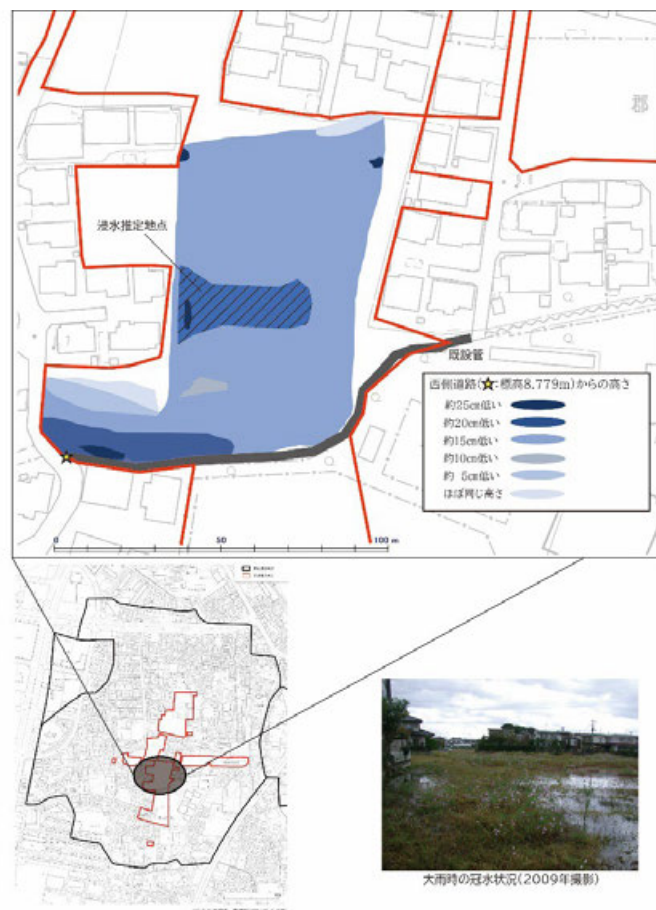 郡
浸水推定地点
既設管
西側道路(☆:標高8.779m)からの高さ
約25㎝低い
約20㎝低い
約15㎝低い
約10㎝低い
約 5㎝低い
ほぼ同じ高さ
0 50 100 m
大雨時の冠水状況(2009年撮影)